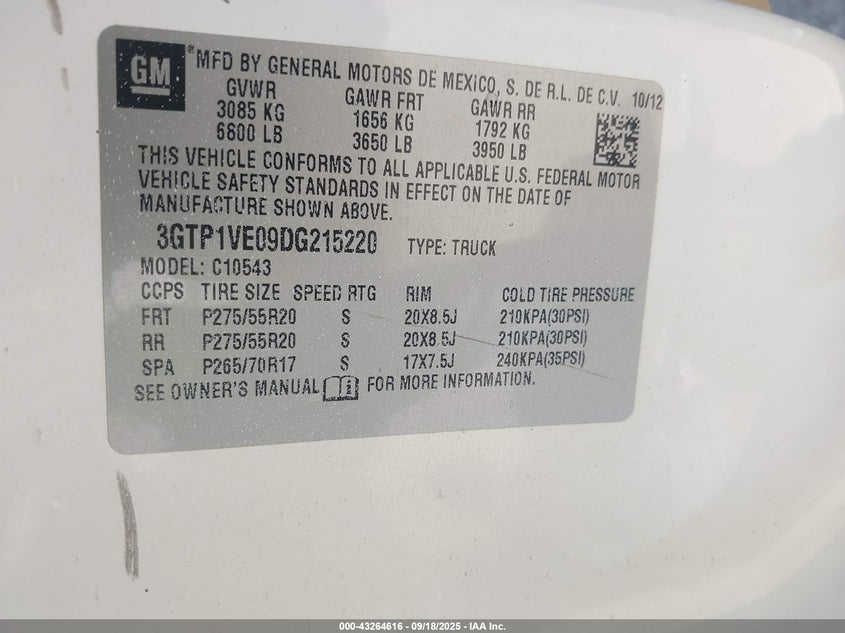 GM
® MFD BY GENERAL MOTORS DE MEXICO, S. DE R.L. DE C.V. 10/12
GVWR GAWR FRT GAWR RR
3085 KG 1656 KG 1792 KG
6800 LB 3650 LB 3950 LB
THIS VEHICLE CONFORMS TO ALL APPLICABLE U.S. FEDERAL MOTOR
VEHICLE SAFETY STANDARDS IN EFFECT ON THE DATE OF
MANUFACTURE SHOWN ABOVE.
3GTP1VE09DG215220 TYPE: TRUCK
MODEL: C10543
CCPS TIRE SIZE SPEED RTG RIM COLD TIRE PRESSURE
FRT P275/55R20 S 20X8.5J 210KPA(30PSI)
RR P275/55R20 S 20X8.5J 210KPA(30PSI)
SPA P265/70R17 S 17X7.5J 240KPA(35PSI)
SEE OWNER'S MANUAL FOR MORE INFORMATION.
000-43264616 - 09/18/2025 - IAA Inc.